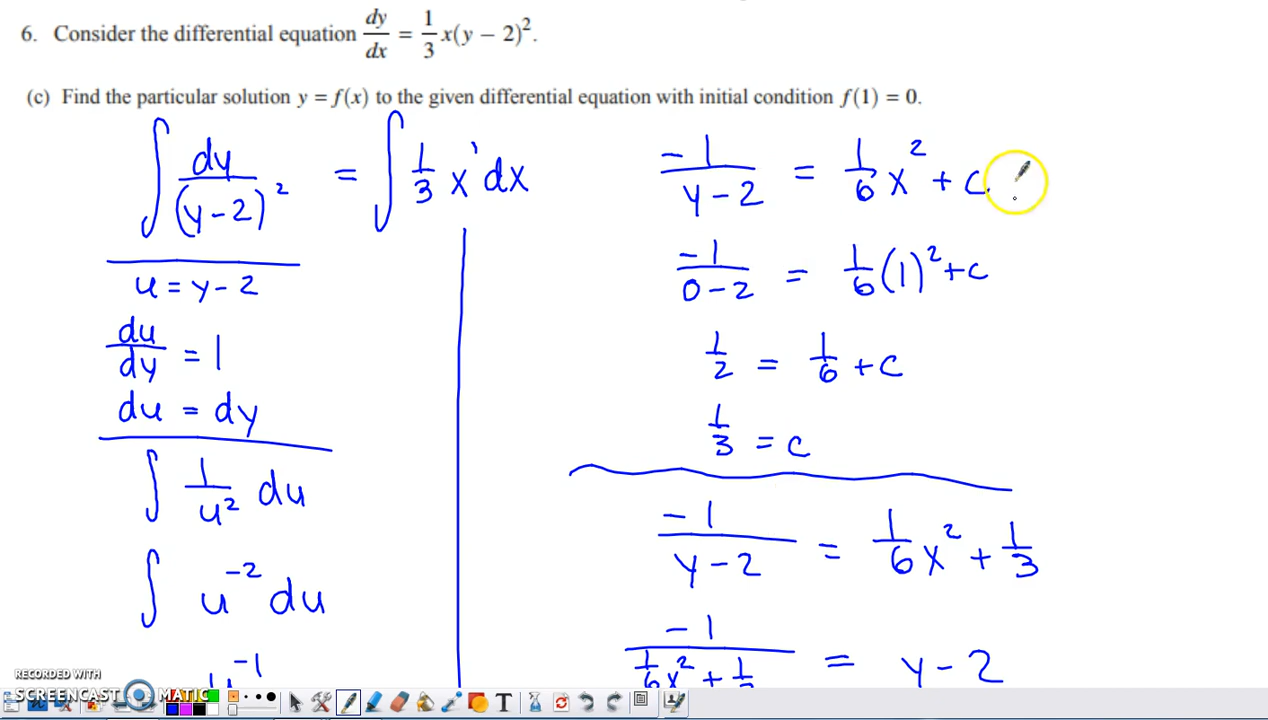 6. Consider the differential equation dy/dx = 1/3 x(y − 2)².
(c) Find the particular solution y = f(x) to the given differential equation with initial condition f(1) = 0.
∫ dy/(y-2)² = ∫ 1/3 x¹ dx
u = y-2
du/dy = 1
du = dy
∫ 1/u² du
∫ u⁻² du
-1/(y-2) = 1/6 x² + c
-1/(0-2) = 1/6 (1)² + c
1/2 = 1/6 + c
1/3 = c
-1/(y-2) = 1/6 x² + 1/3
RECORDED WITH
SCREENCAST MATIC
T